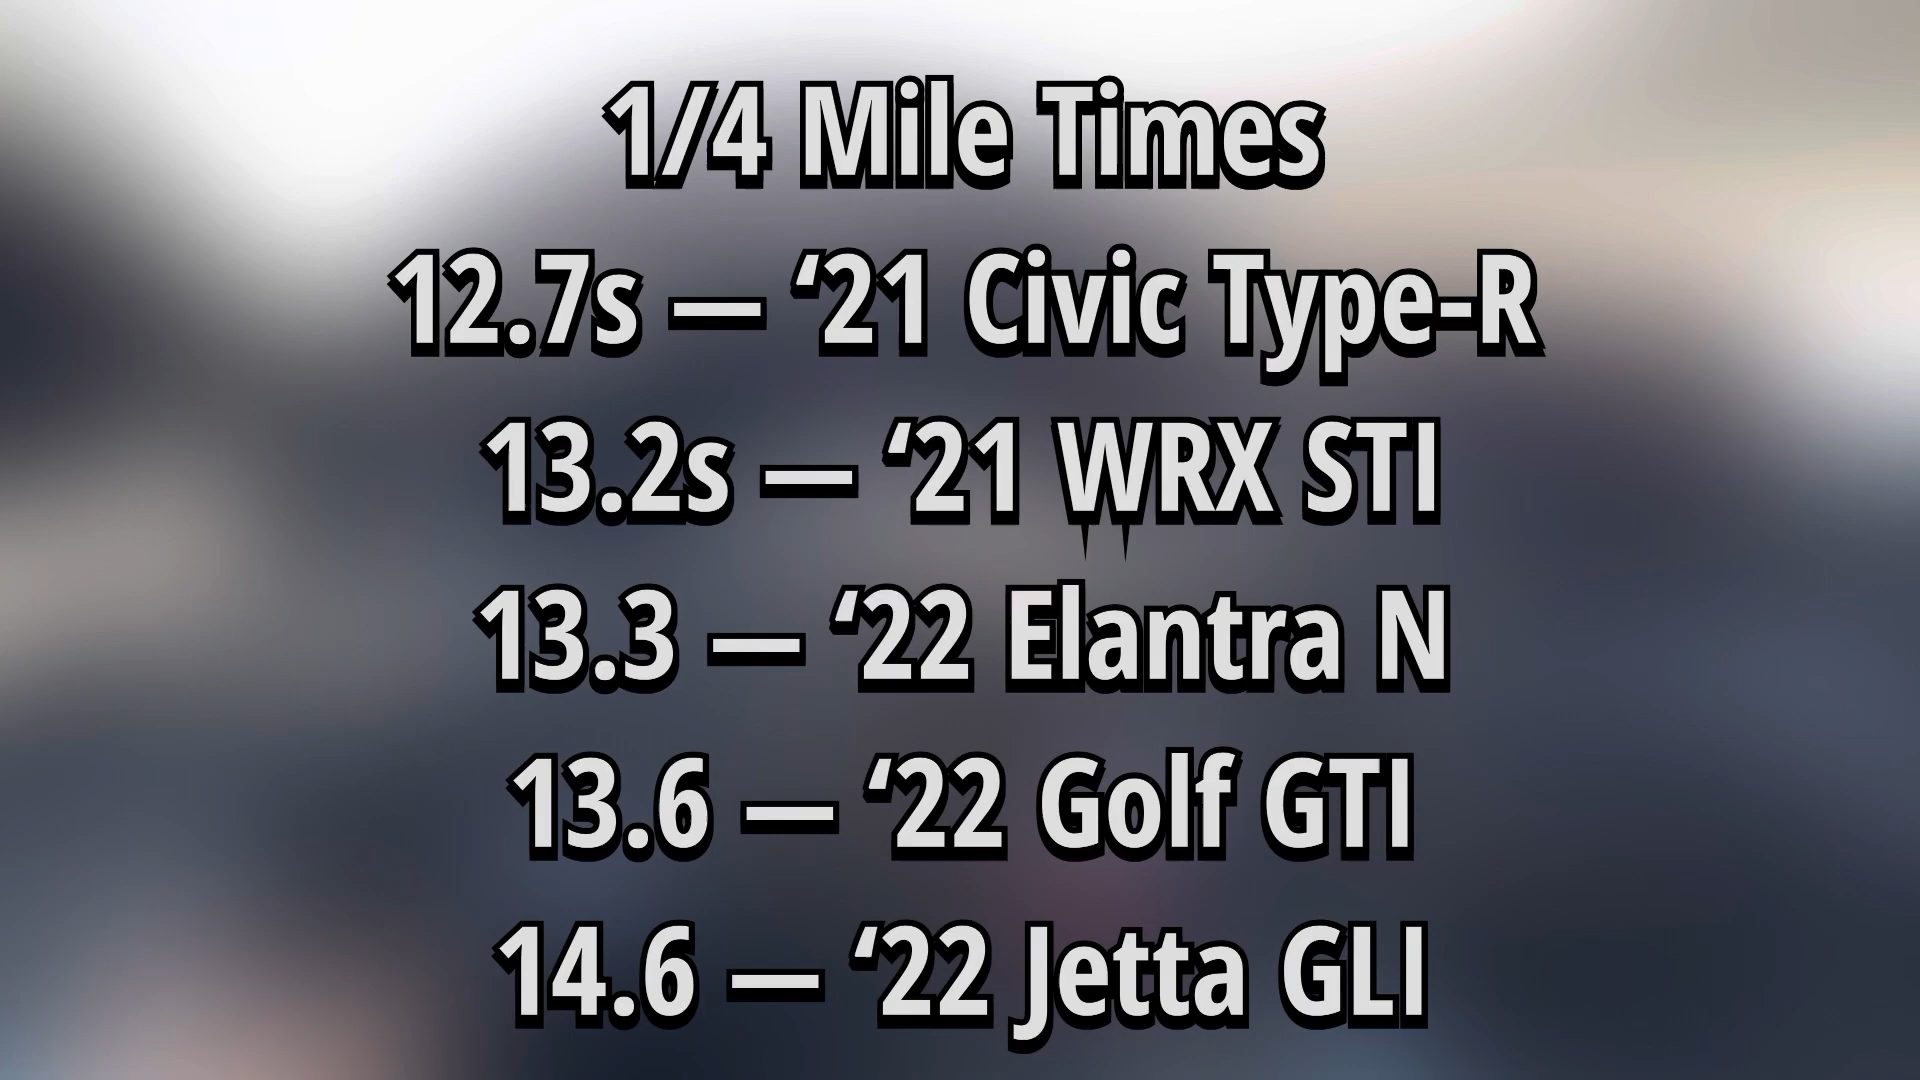 1/4 Mile Times
12.7s — ‘21 Civic Type-R
13.2s — ‘21 WRX STI
13.3 — ‘22 Elantra N
13.6 — ‘22 Golf GTI
14.6 — ‘22 Jetta GLI